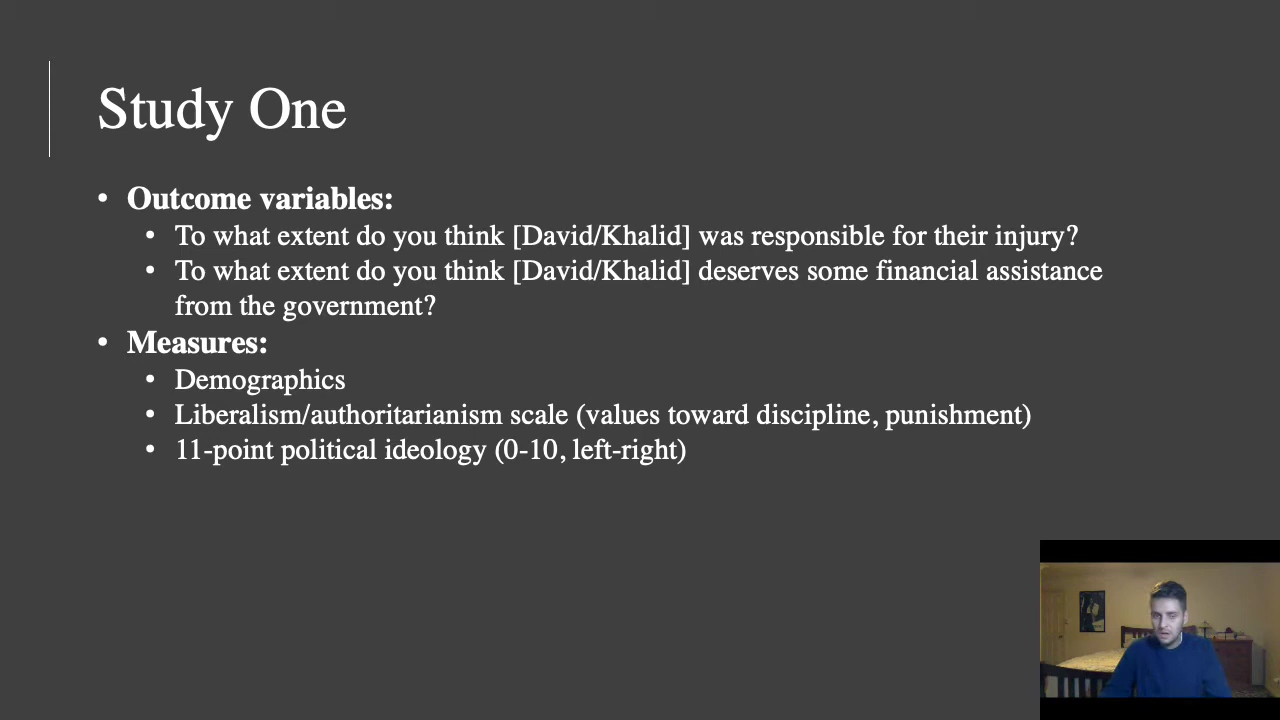 Study One
• Outcome variables:
• To what extent do you think [David/Khalid] was responsible for their injury?
• To what extent do you think [David/Khalid] deserves some financial assistance
from the government?
• Measures:
• Demographics
• Liberalism/authoritarianism scale (values toward discipline, punishment)
• 11-point political ideology (0-10, left-right)